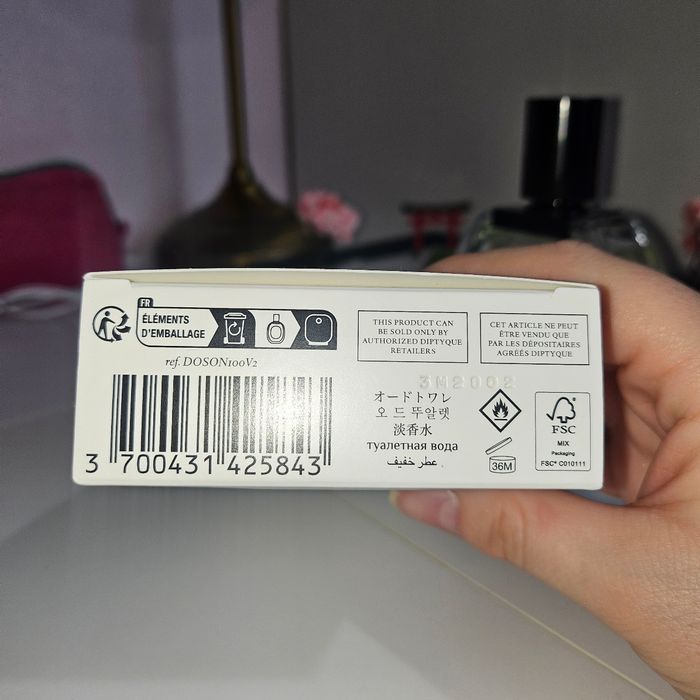 FR
ÉLÉMENTS
D'EMBALLAGE
ref. DOSON100V2
3 700431 425843
THIS PRODUCT CAN
BE SOLD ONLY BY
AUTHORIZED DIPTYQUE
RETAILERS
CET ARTICLE NE PEUT
ÊTRE VENDU QUE
PAR LES DÉPOSITAIRES
AGRÉÉS DIPTYQUE
3M2002
オードトワレ
오 드 뚜알렛
淡香水
туалетная вода
عطر خفيف.
36M
FSC
MIX
Packaging
FSC® C010111